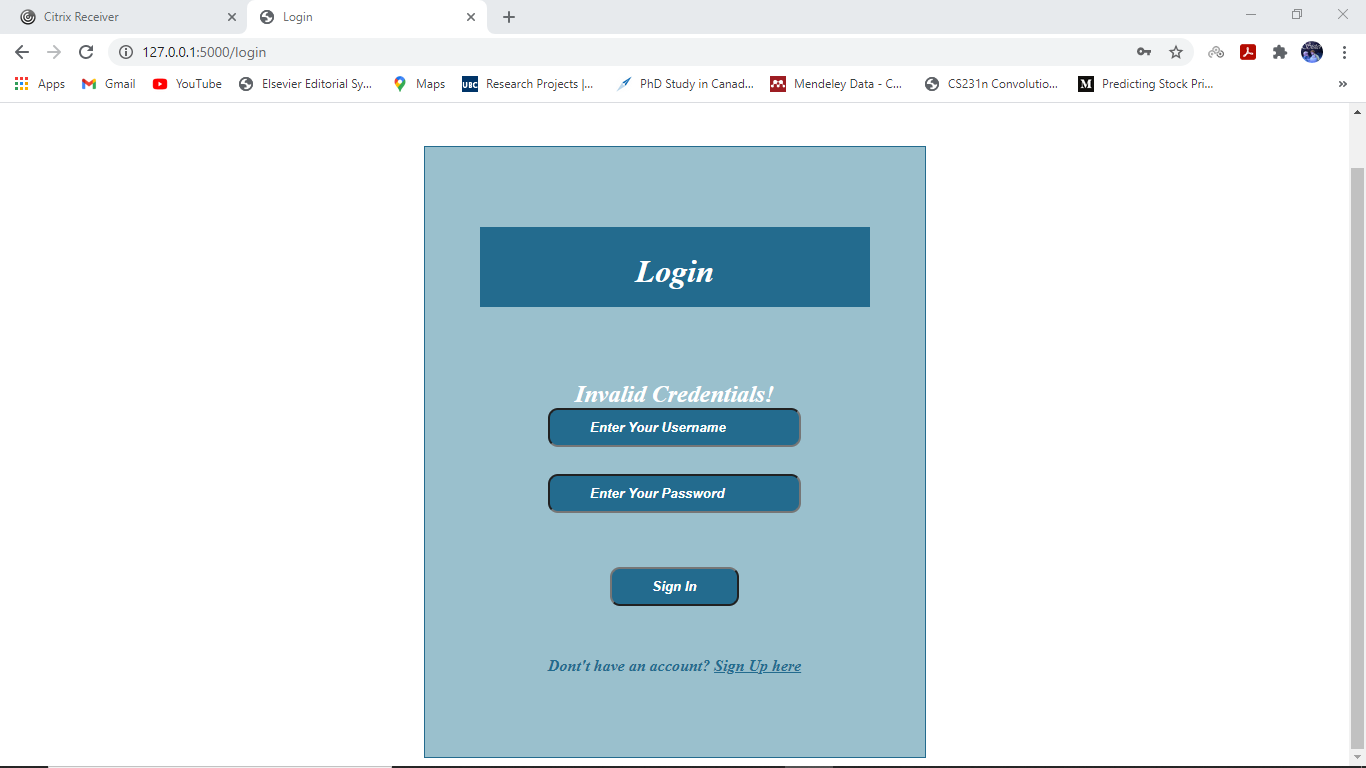 Citrix Receiver
Login
127.0.0.1:5000/login
Apps
Gmail
YouTube
Elsevier Editorial Sy...
Maps
UBC
Research Projects |...
PhD Study in Canad...
Mendeley Data - C...
CS231n Convolutio...
M
Predicting Stock Pri...
Login
Invalid Credentials!
Enter Your Username
Enter Your Password
Sign In
Dont't have an account? Sign Up here